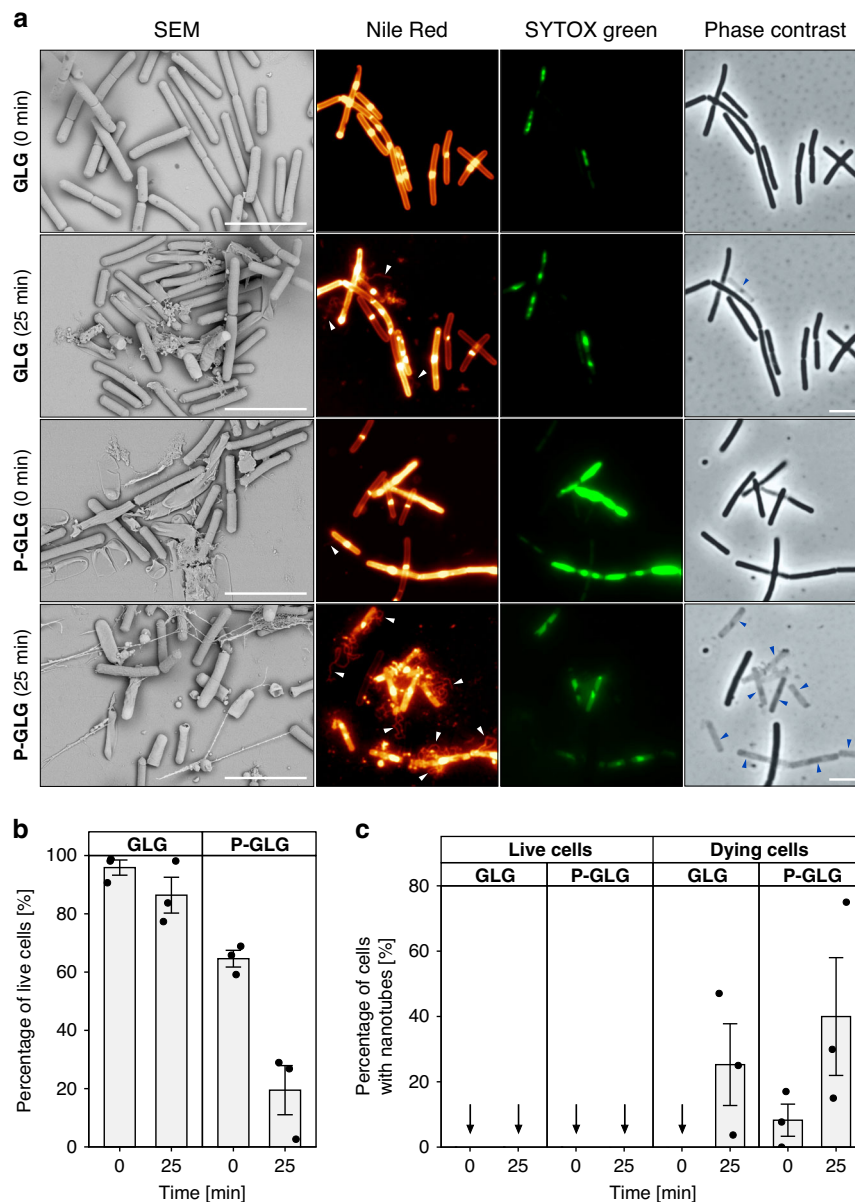 a
SEM
Nile Red
SYTOX green
Phase contrast
GLG (0 min)
GLG (25 min)
P-GLG (0 min)
P-GLG (25 min)
b
GLG
P-GLG
100
80
60
40
20
0
Percentage of live cells [%]
0
25
0
25
Time [min]
c
Live cells
Dying cells
GLG
P-GLG
GLG
P-GLG
80
60
40
20
0
Percentage of cells
with nanotubes [%]
0
25
0
25
0
25
0
25
Time [min]